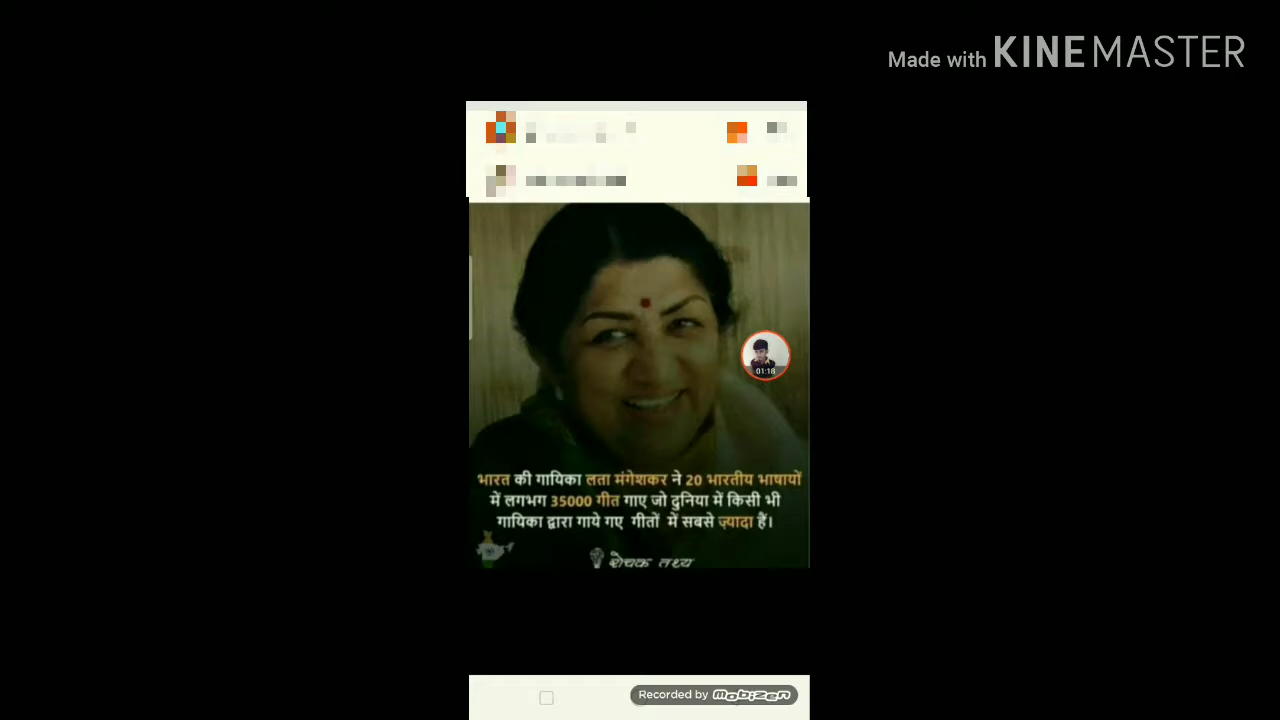 Made with KINEMASTER
01:18
भारत की गायिका लता मंगेशकर ने 20 भारतीय भाषायों
में लगभग 35000 गीत गाए जो दुनिया में किसी भी
गायिका द्वारा गाये गए गीतों में सबसे ज़्यादा हैं।
रोचक तथ्य
Recorded by Mobizen